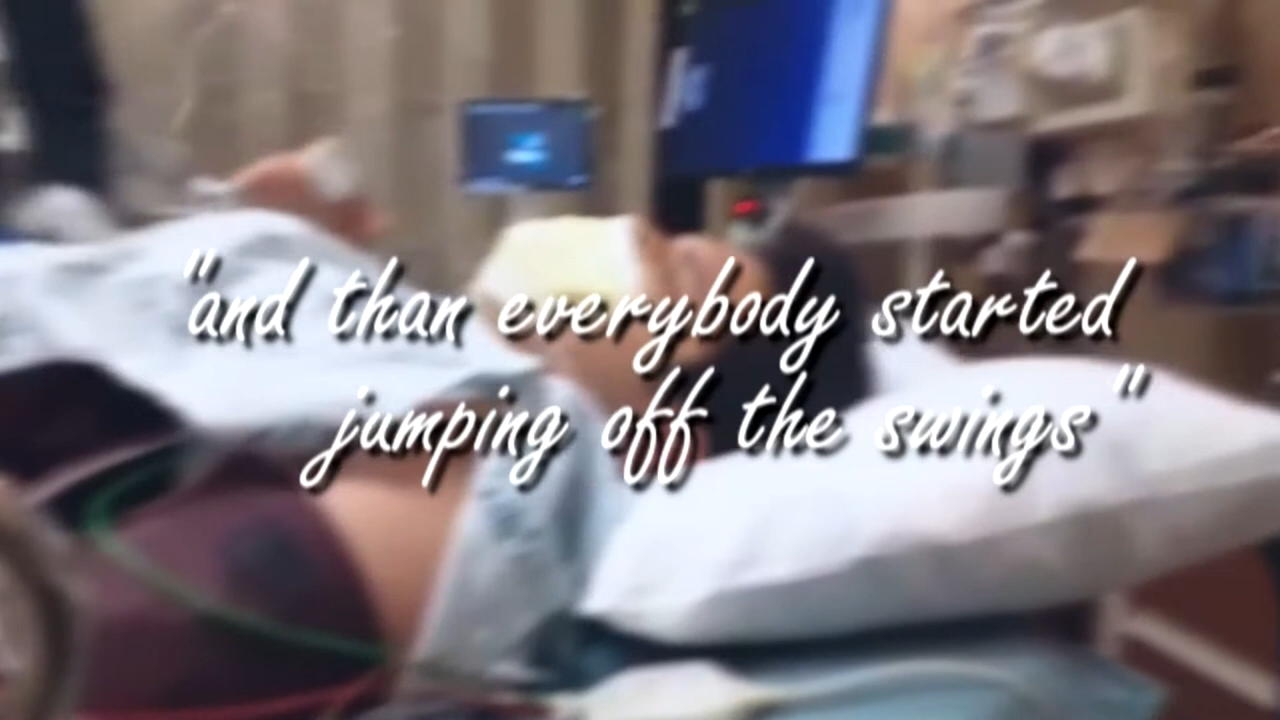 "and than everybody started
jumping off the swings"